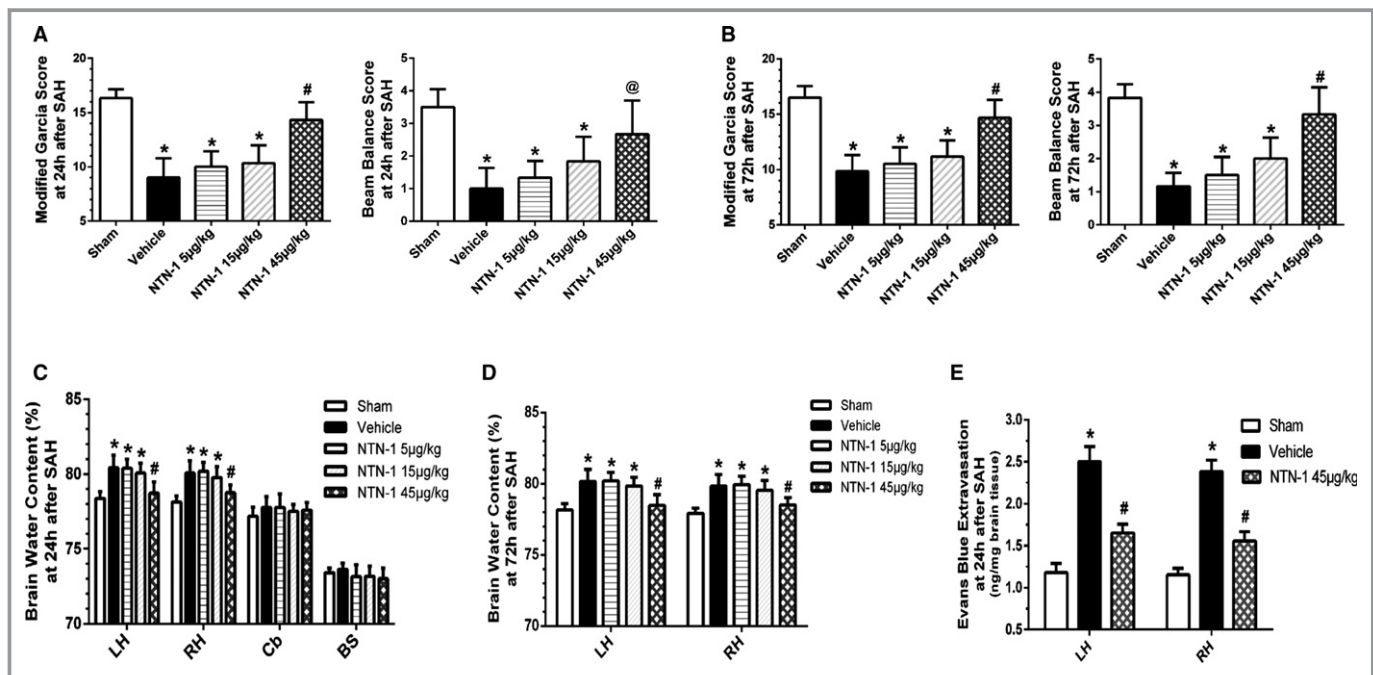 A
Modified Garcia Score
at 24h after SAH
20
15
10
5
#
*
*
*
Sham
Vehicle
NTN-1 5µg/kg
NTN-1 15µg/kg
NTN-1 45µg/kg
Beam Balance Score
at 24h after SAH
5
4
3
2
1
0
@
*
*
*
Sham
Vehicle
NTN-1 5µg/kg
NTN-1 15µg/kg
NTN-1 45µg/kg
B
Modified Garcia Score
at 72h after SAH
20
15
10
5
#
*
*
*
Sham
Vehicle
NTN-1 5µg/kg
NTN-1 15µg/kg
NTN-1 45µg/kg
Beam Balance Score
at 72h after SAH
5
4
3
2
1
0
#
*
*
*
Sham
Vehicle
NTN-1 5µg/kg
NTN-1 15µg/kg
NTN-1 45µg/kg
C
Brain Water Content (%)
at 24h after SAH
85
80
75
70
* * * #
* * * #
LH
RH
Cb
BS
Sham
Vehicle
NTN-1 5µg/kg
NTN-1 15µg/kg
NTN-1 45µg/kg
D
Brain Water Content (%)
at 72h after SAH
85
80
75
70
* * * #
* * * #
LH
RH
Sham
Vehicle
NTN-1 5µg/kg
NTN-1 15µg/kg
NTN-1 45µg/kg
E
Evans Blue Extravasation
at 24h after SAH
(ng/mg brain tissue)
3.0
2.5
2.0
1.5
1.0
0.5
* #
* #
LH
RH
Sham
Vehicle
NTN-1 45µg/kg